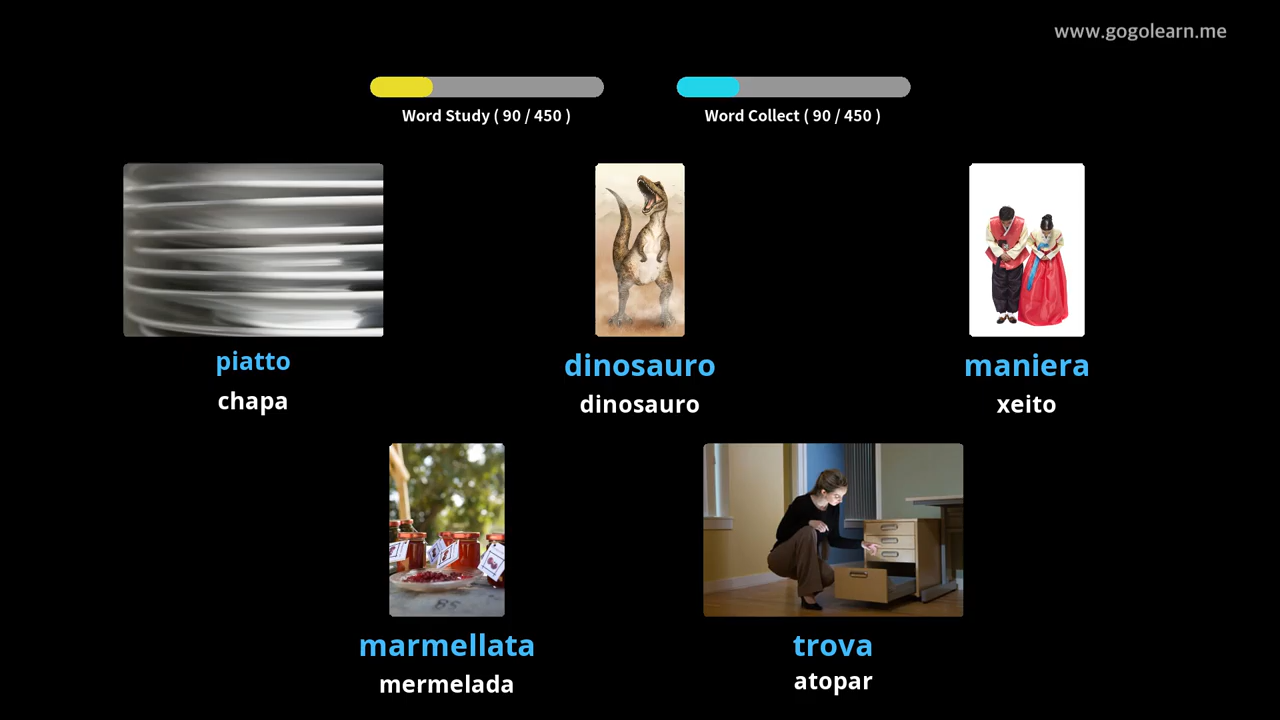 www.gogolearn.me
Word Study ( 90 / 450 )
Word Collect ( 90 / 450 )
piatto
chapa
dinosauro
dinosauro
maniera
xeito
marmellata
mermelada
trova
atopar